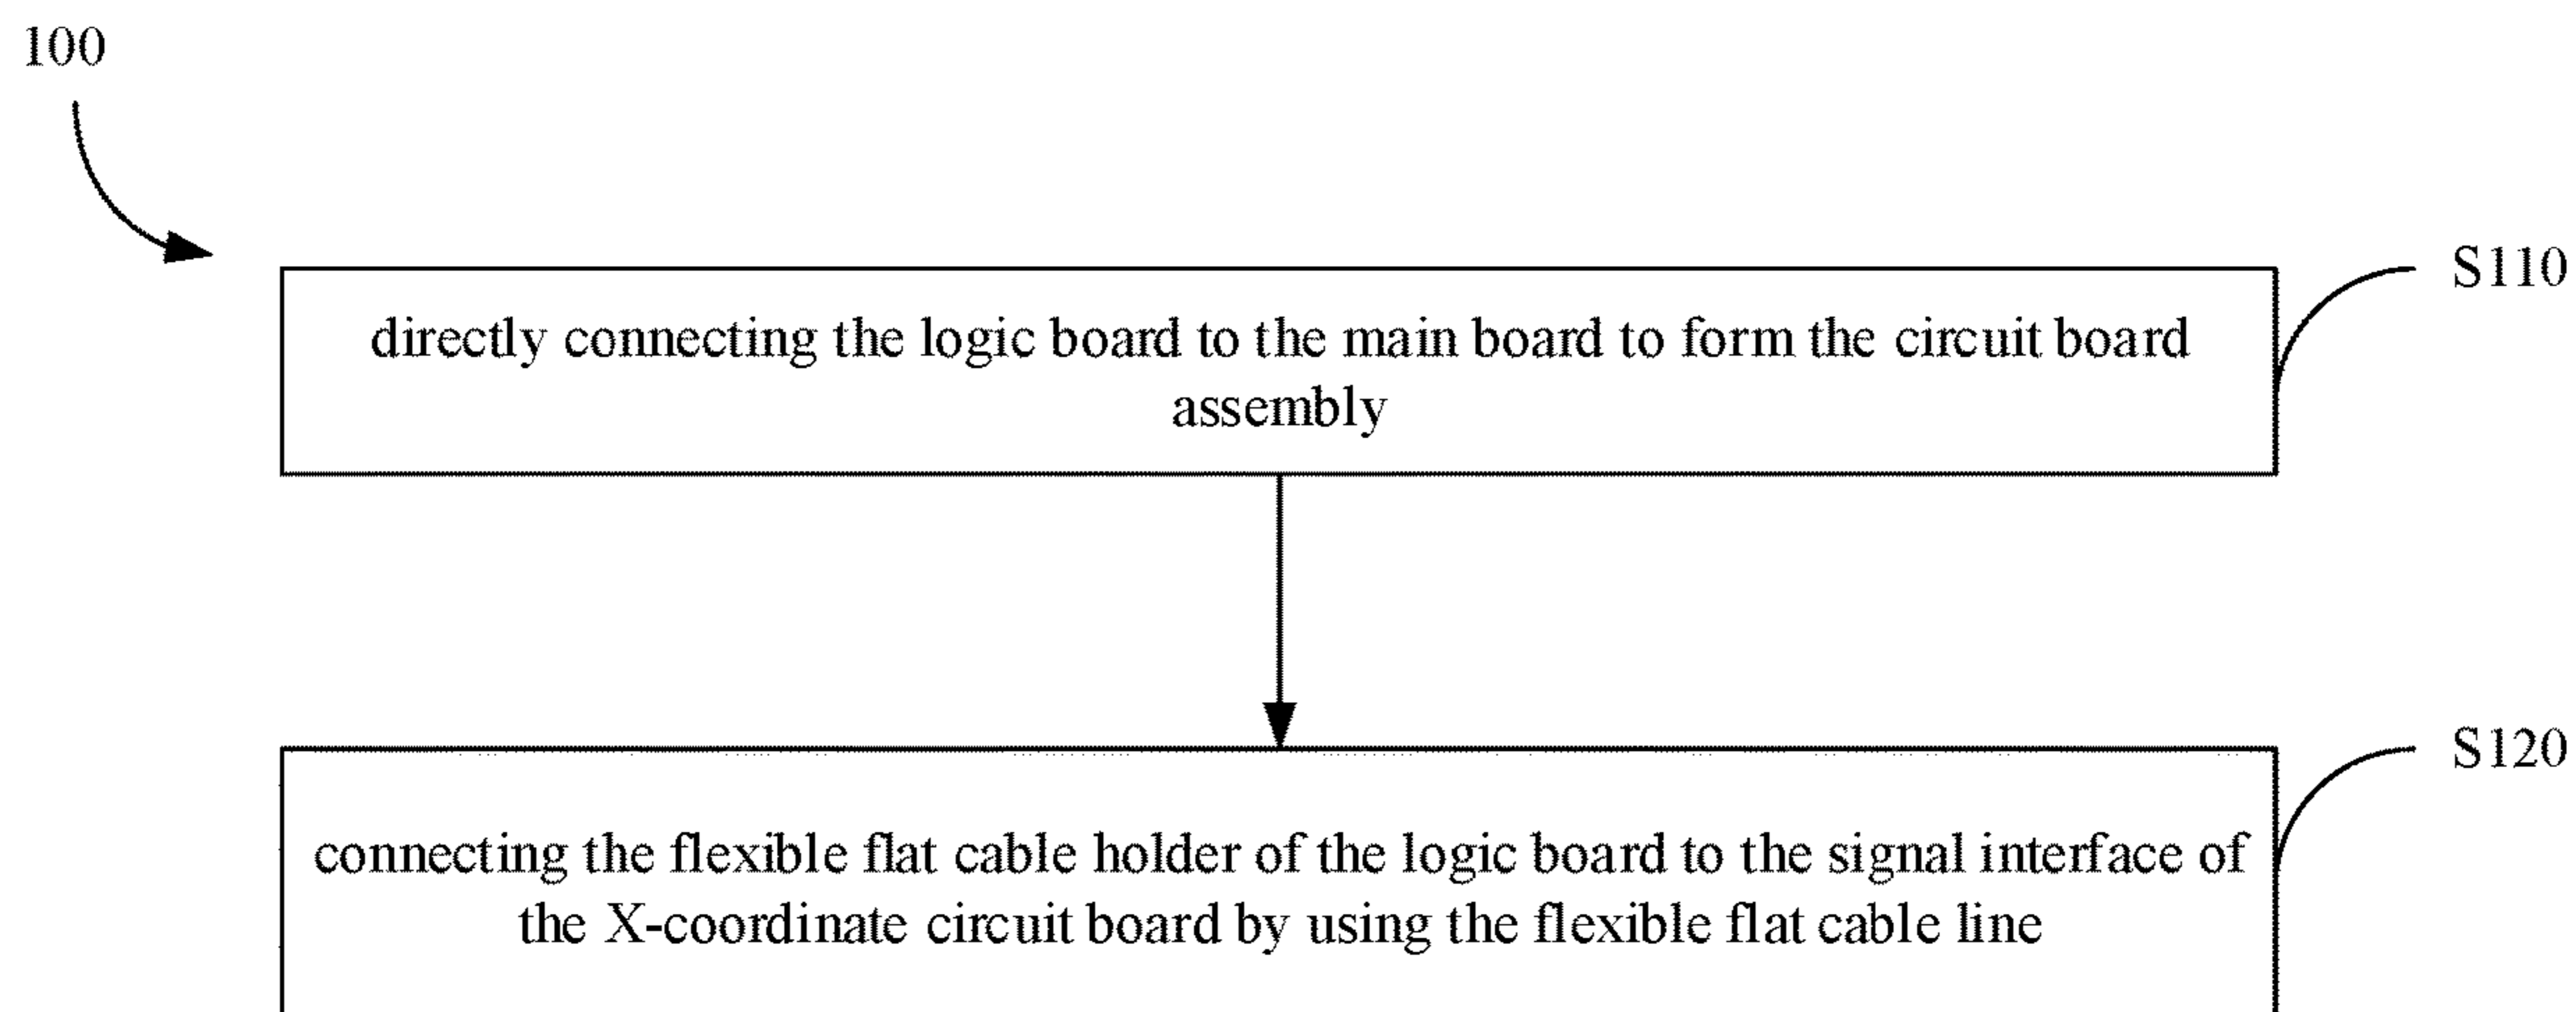 100
S110
directly connecting the logic board to the main board to form the circuit board
assembly
S120
connecting the flexible flat cable holder of the logic board to the signal interface of
the X-coordinate circuit board by using the flexible flat cable line